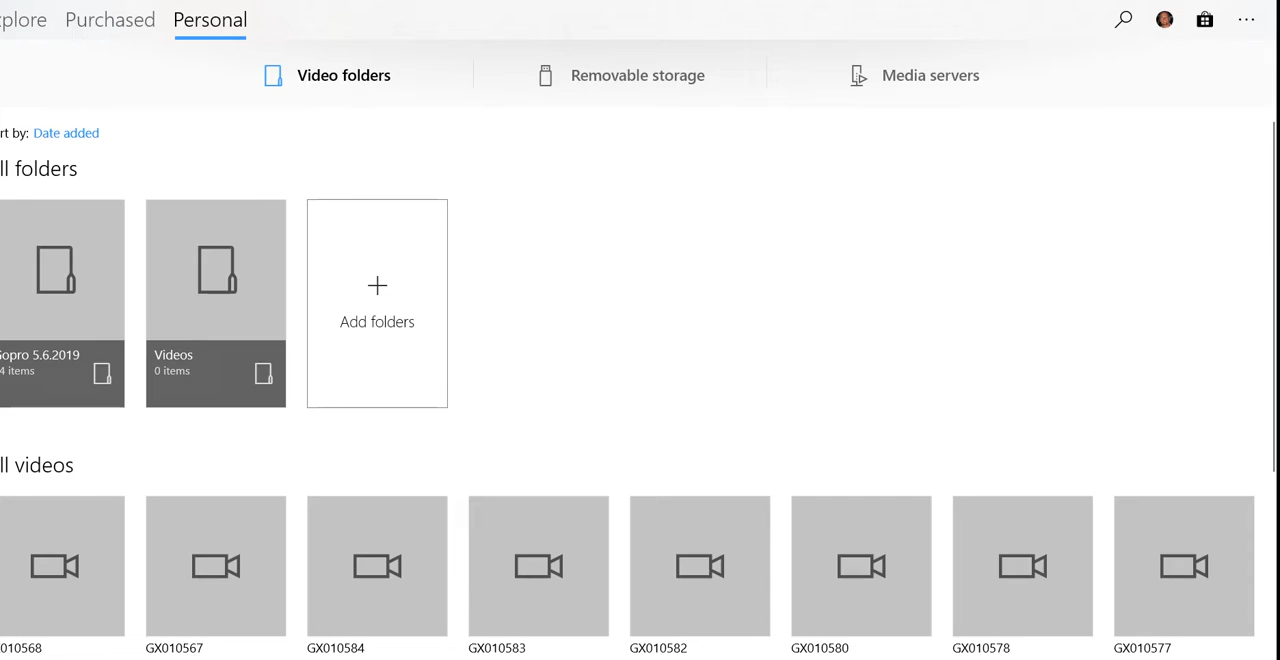 plore Purchased Personal
Video folders Removable storage Media servers
rt by: Date added
ll folders
Add folders
Gopro 5.6.2019 Videos
4 items 0 items
ll videos
010568 GX010567 GX010584 GX010583 GX010582 GX010580 GX010578 GX010577